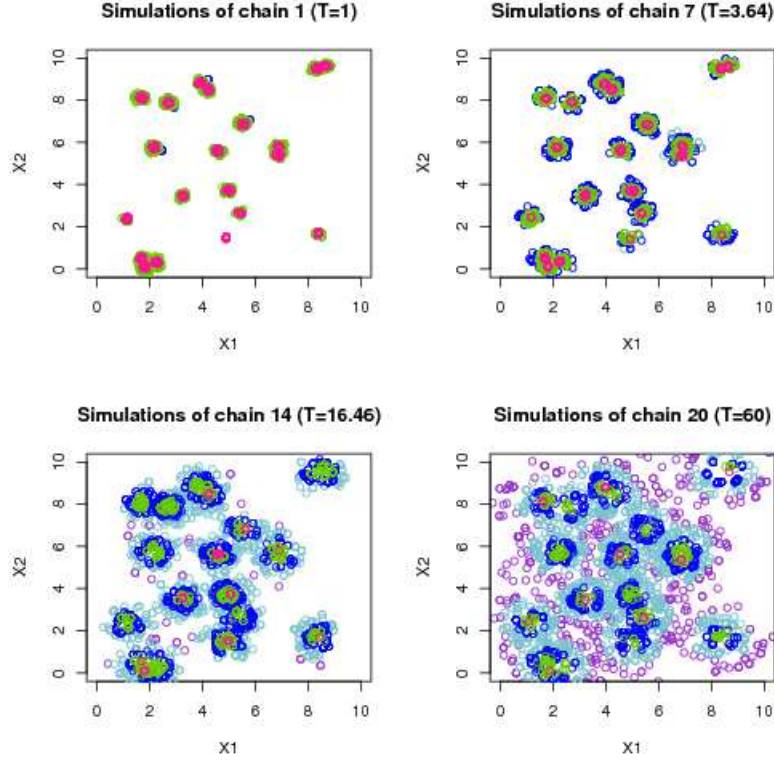 Simulations of chain 1 (T=1)
X2
0 2 4 6 8 10
0 2 4 6 8 10
X1
Simulations of chain 7 (T=3.64)
X2
0 2 4 6 8 10
0 2 4 6 8 10
X1
Simulations of chain 14 (T=16.46)
X2
0 2 4 6 8 10
0 2 4 6 8 10
X1
Simulations of chain 20 (T=60)
X2
0 2 4 6 8 10
0 2 4 6 8 10
X1